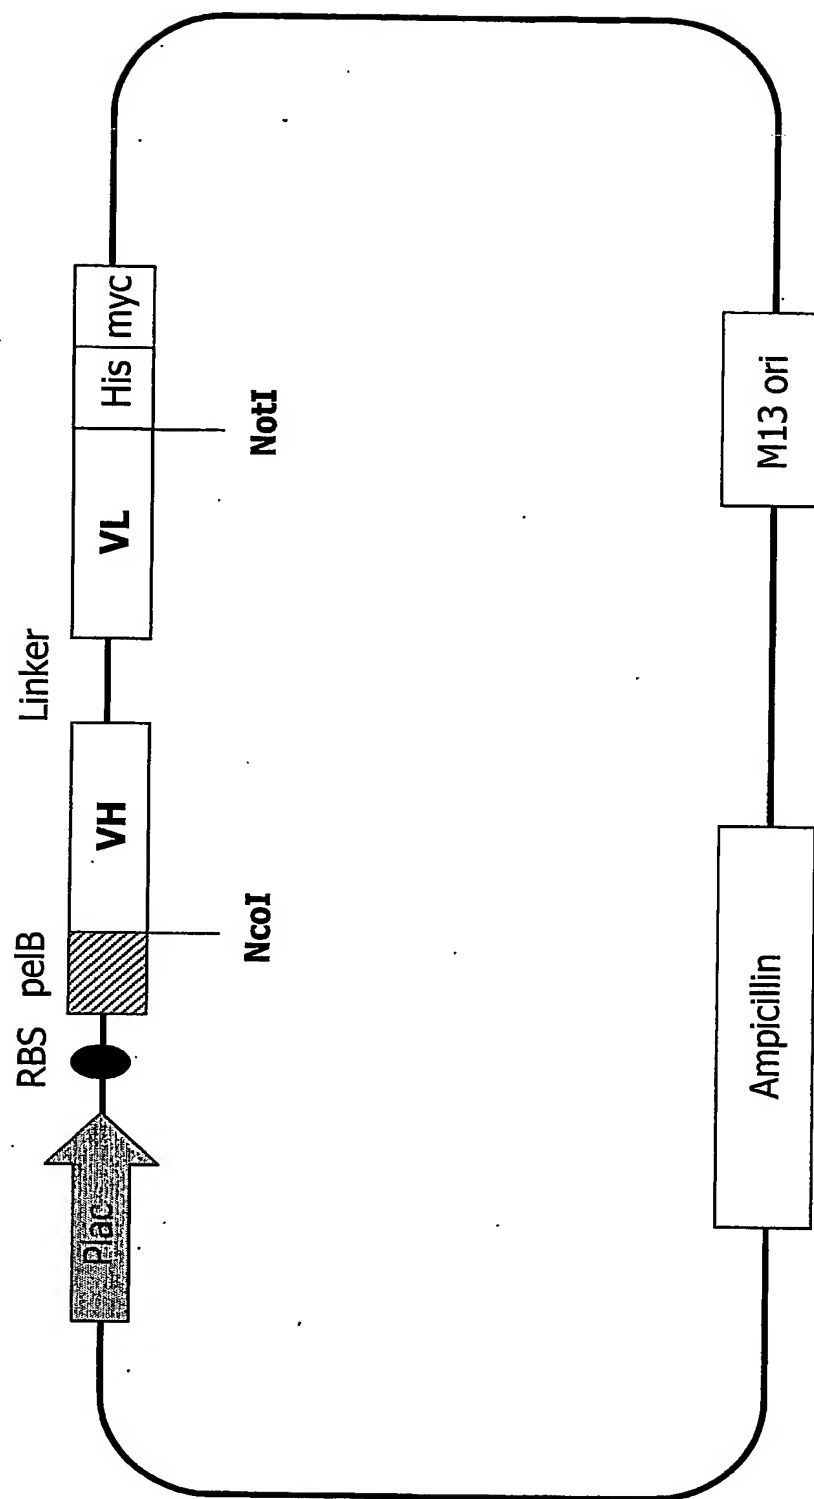 RBS pelB
Linker
Plac
VH
VL
His
myc
NcoI
NotI
Ampicillin
M13 ori